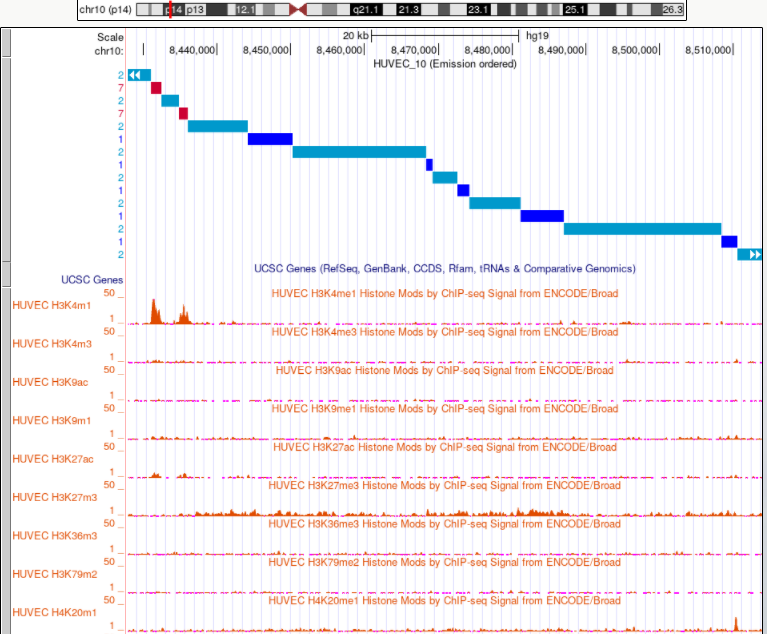 chr10 (p14) p14 p13 12.1 q21.1 21.3 23.1 25.1 26.3
Scale 20 kb hg19
chr10: 8,440,000 8,450,000 8,460,000 8,470,000 8,480,000 8,490,000 8,500,000 8,510,000
HUVEC_10 (Emission ordered)
2
7
2
7
2
1
2
1
2
1
2
1
2
1
2
UCSC Genes (RefSeq, GenBank, CCDS, Rfam, tRNAs & Comparative Genomics)
UCSC Genes
50 HUVEC H3K4me1 Histone Mods by ChIP-seq Signal from ENCODE/Broad
HUVEC H3K4m1
1
50 HUVEC H3K4me3 Histone Mods by ChIP-seq Signal from ENCODE/Broad
HUVEC H3K4m3
1
50 HUVEC H3K9ac Histone Mods by ChIP-seq Signal from ENCODE/Broad
HUVEC H3K9ac
1
50 HUVEC H3K9me1 Histone Mods by ChIP-seq Signal from ENCODE/Broad
HUVEC H3K9m1
1
50 HUVEC H3K27ac Histone Mods by ChIP-seq Signal from ENCODE/Broad
HUVEC H3K27ac
1
50 HUVEC H3K27me3 Histone Mods by ChIP-seq Signal from ENCODE/Broad
HUVEC H3K27m3
1
50 HUVEC H3K36me3 Histone Mods by ChIP-seq Signal from ENCODE/Broad
HUVEC H3K36m3
1
50 HUVEC H3K79me2 Histone Mods by ChIP-seq Signal from ENCODE/Broad
HUVEC H3K79m2
1
50 HUVEC H4K20me1 Histone Mods by ChIP-seq Signal from ENCODE/Broad
HUVEC H4K20m1
1